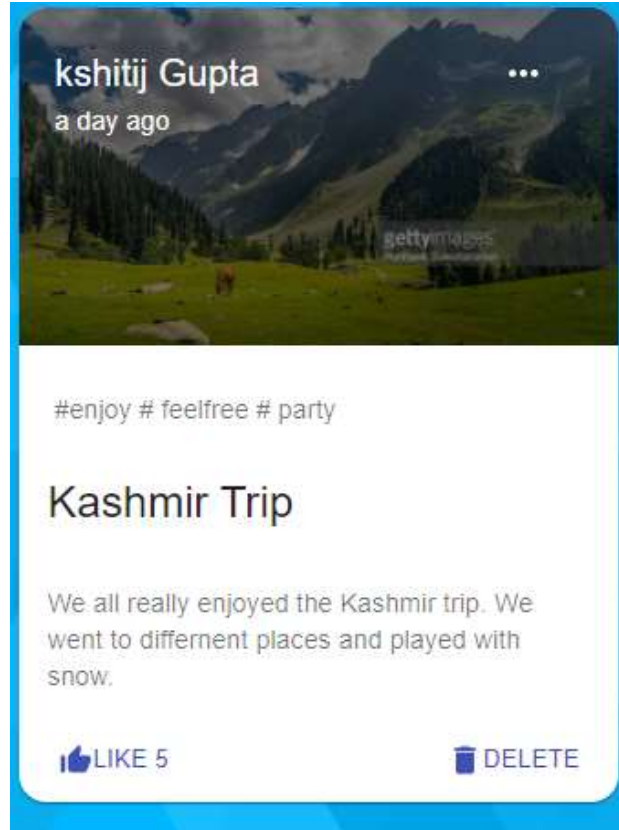 kshitij Gupta
...
a day ago
gettyimages
#enjoy # feelfree # party
Kashmir Trip
We all really enjoyed the Kashmir trip. We
went to differnent places and played with
snow.
LIKE 5
DELETE